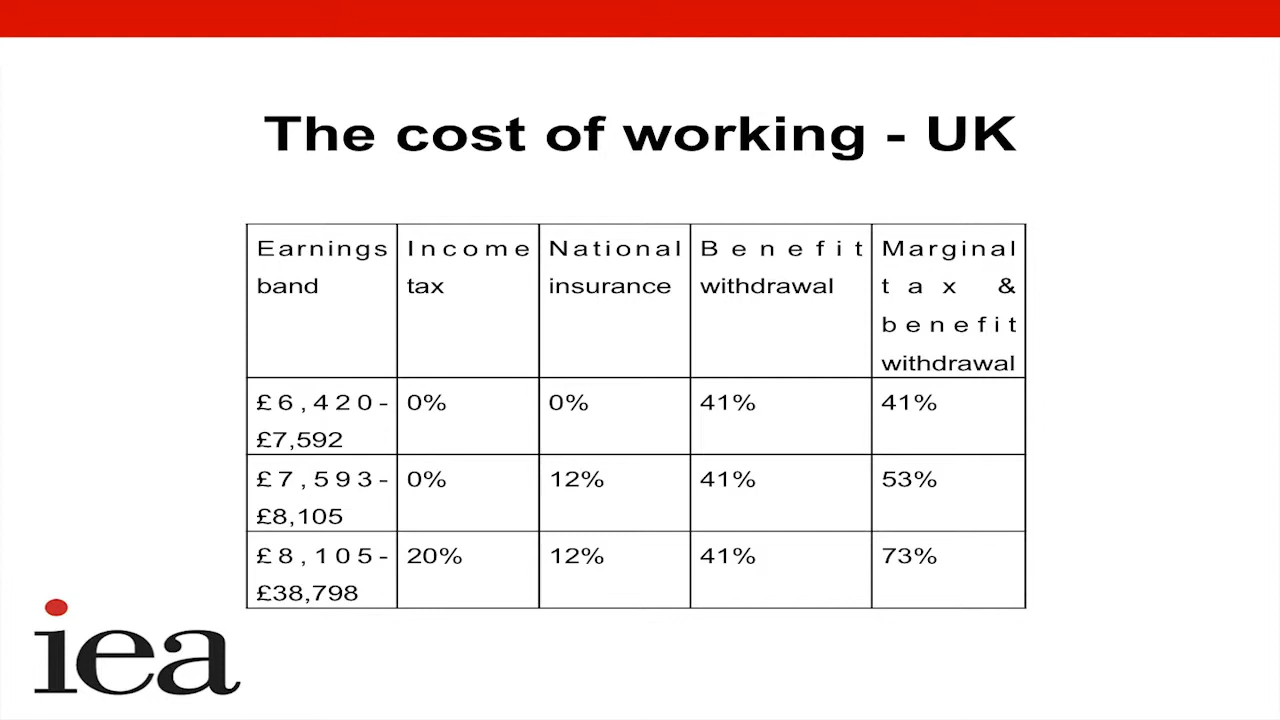 The cost of working - UK
Earnings band
Income tax
National insurance
Benefit withdrawal
Marginal tax & benefit withdrawal
£6,420-£7,592
0%
0%
41%
41%
£7,593-£8,105
0%
12%
41%
53%
£8,105-£38,798
20%
12%
41%
73%
iea